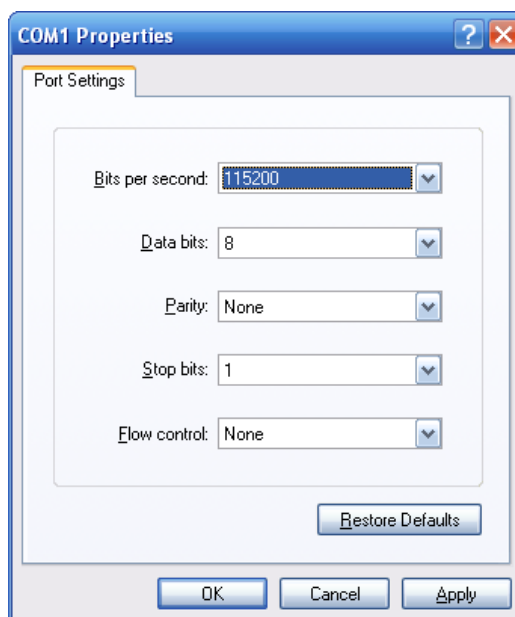 COM1 Properties
Port Settings
Bits per second: 115200
Data bits: 8
Parity: None
Stop bits: 1
Flow control: None
Restore Defaults
OK Cancel Apply